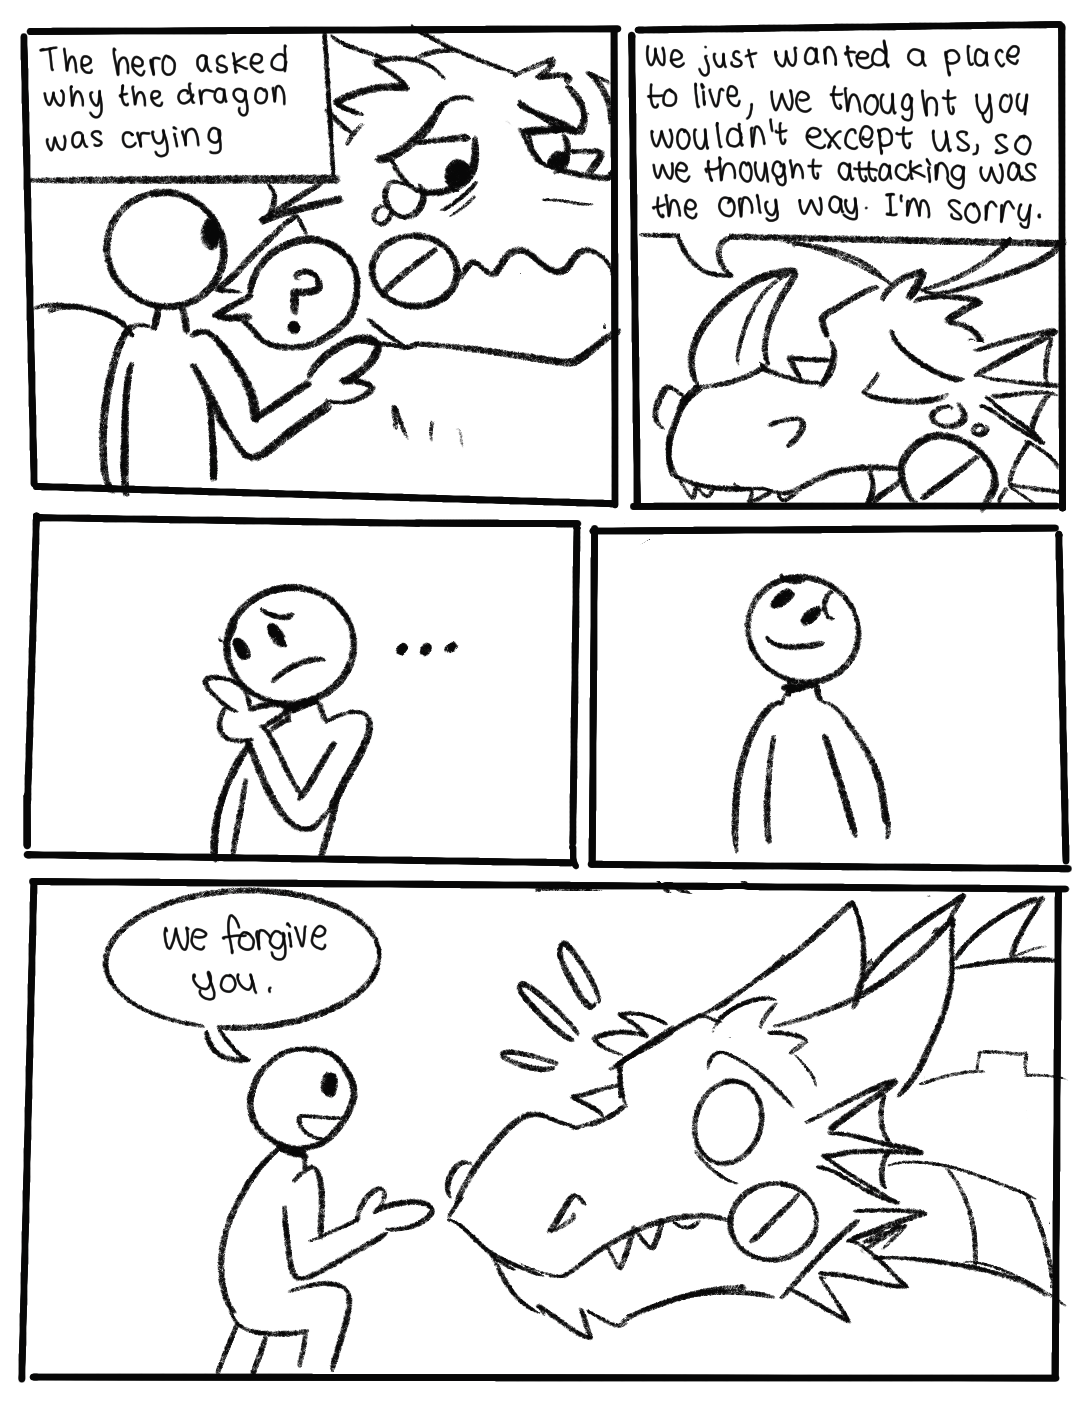 The hero asked
why the dragon
was crying
?
we just wanted a place
to live, we thought you
wouldn't except us, so
we thought attacking was
the only way. I'm sorry.
...
we forgive
you.